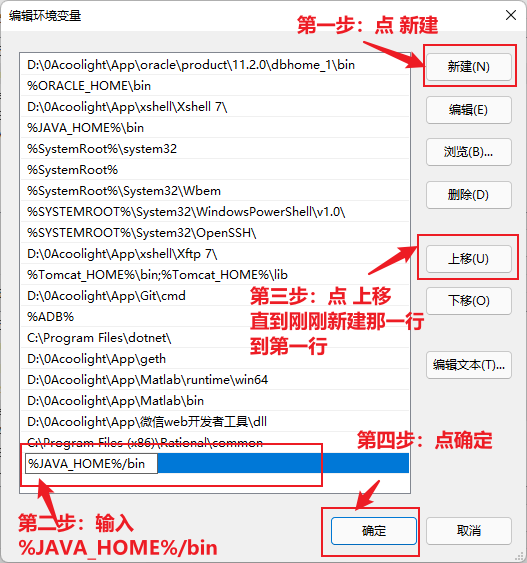 编辑环境变量
第一步：点 新建
D:\0Acoolight\App\oracle\product\11.2.0\dbhome_1\bin
新建(N)
%ORACLE_HOME\bin
D:\0Acoolight\App\xshell\Xshell 7\
编辑(E)
%JAVA_HOME%\bin
%SystemRoot%\system32
浏览(B)...
%SystemRoot%
%SystemRoot%\System32\Wbem
删除(D)
%SYSTEMROOT%\System32\WindowsPowerShell\v1.0\
%SYSTEMROOT%\System32\OpenSSH\
D:\0Acoolight\App\xshell\Xftp 7\
上移(U)
%Tomcat_HOME%\bin;%Tomcat_HOME%\lib
D:\0Acoolight\App\Git\cmd
第三步：点 上移
直到刚刚新建那一行
到第一行
下移(O)
%ADB%
C:\Program Files\dotnet\
D:\0Acoolight\App\geth
编辑文本(T)...
D:\0Acoolight\App\Matlab\runtime\win64
D:\0Acoolight\App\Matlab\bin
D:\0Acoolight\App\微信web开发者工具\dll
C:\Program Files (x86)\Rational\common
第四步：点确定
%JAVA_HOME%/bin
第二步：输入
%JAVA_HOME%/bin
确定
取消